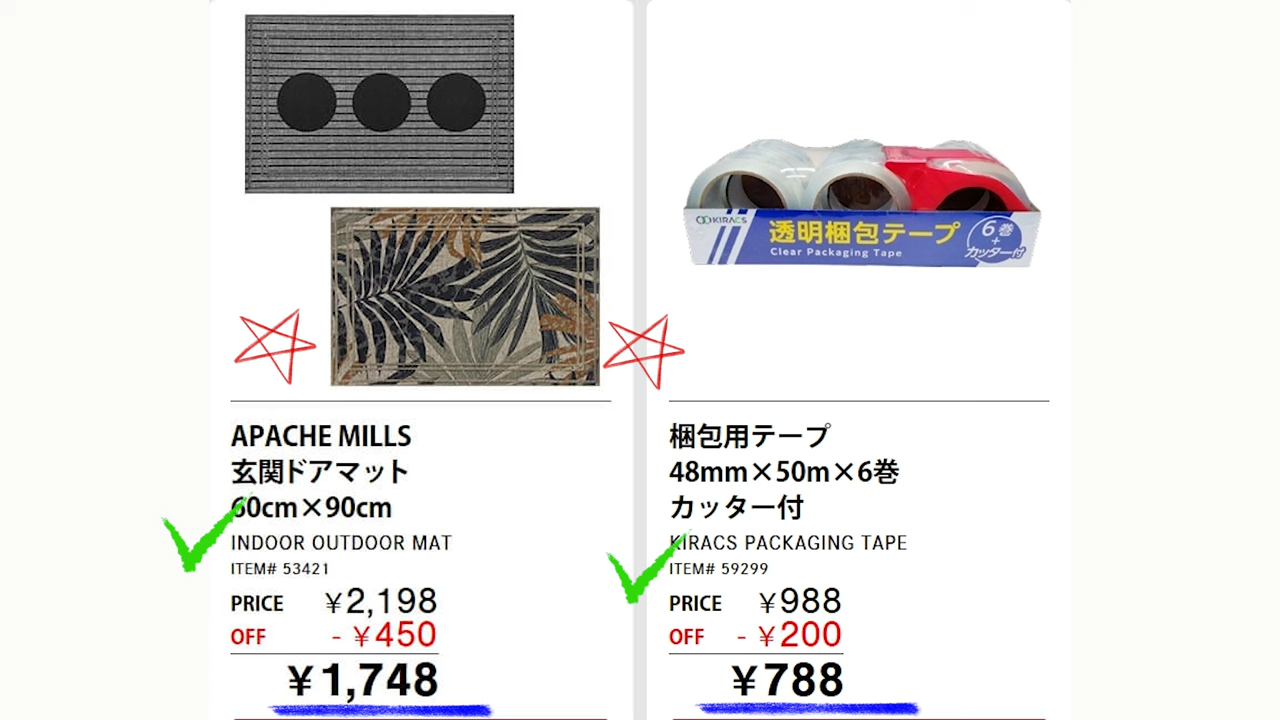 APACHE MILLS
玄関ドアマット
60cm×90cm
INDOOR OUTDOOR MAT
ITEM# 53421
PRICE ¥2,198
OFF - ¥450
¥1,748
KIRACS
透明梱包テープ
Clear Packaging Tape
6巻
+
カッター付
梱包用テープ
48mm×50m×6巻
カッター付
KIRACS PACKAGING TAPE
ITEM# 59299
PRICE ¥988
OFF - ¥200
¥788